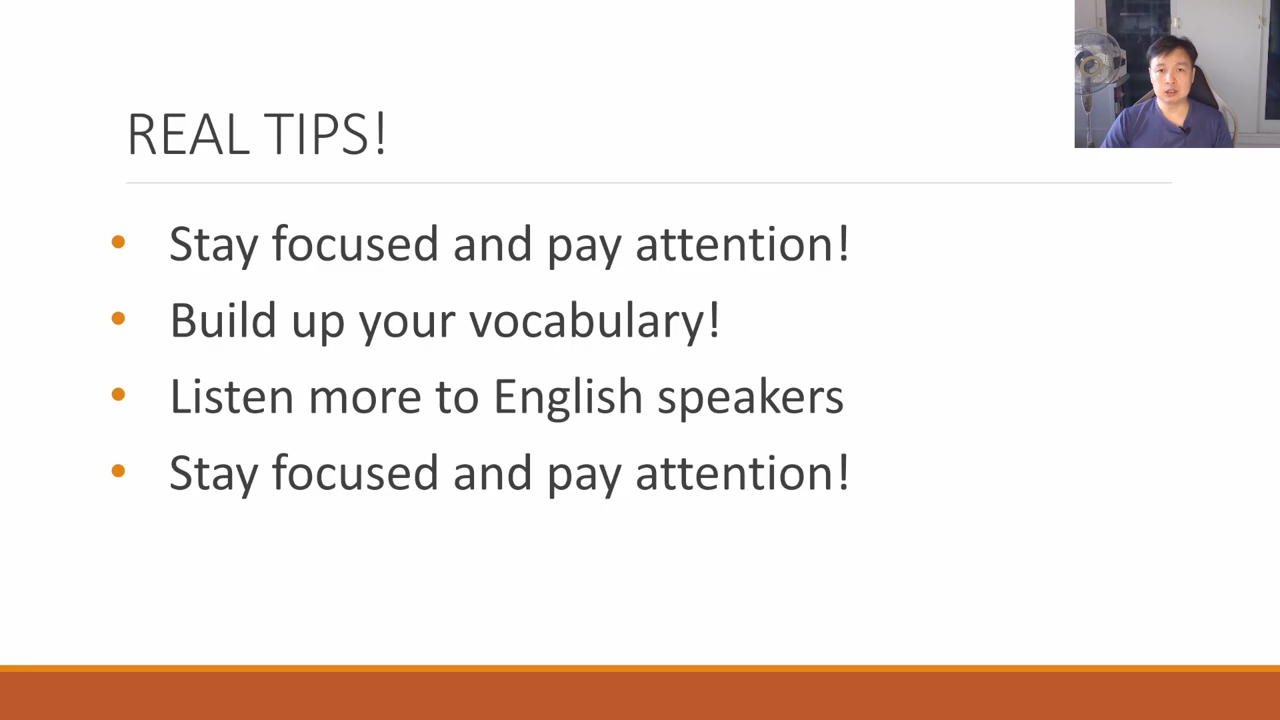 REAL TIPS!
• Stay focused and pay attention!
• Build up your vocabulary!
• Listen more to English speakers
• Stay focused and pay attention!